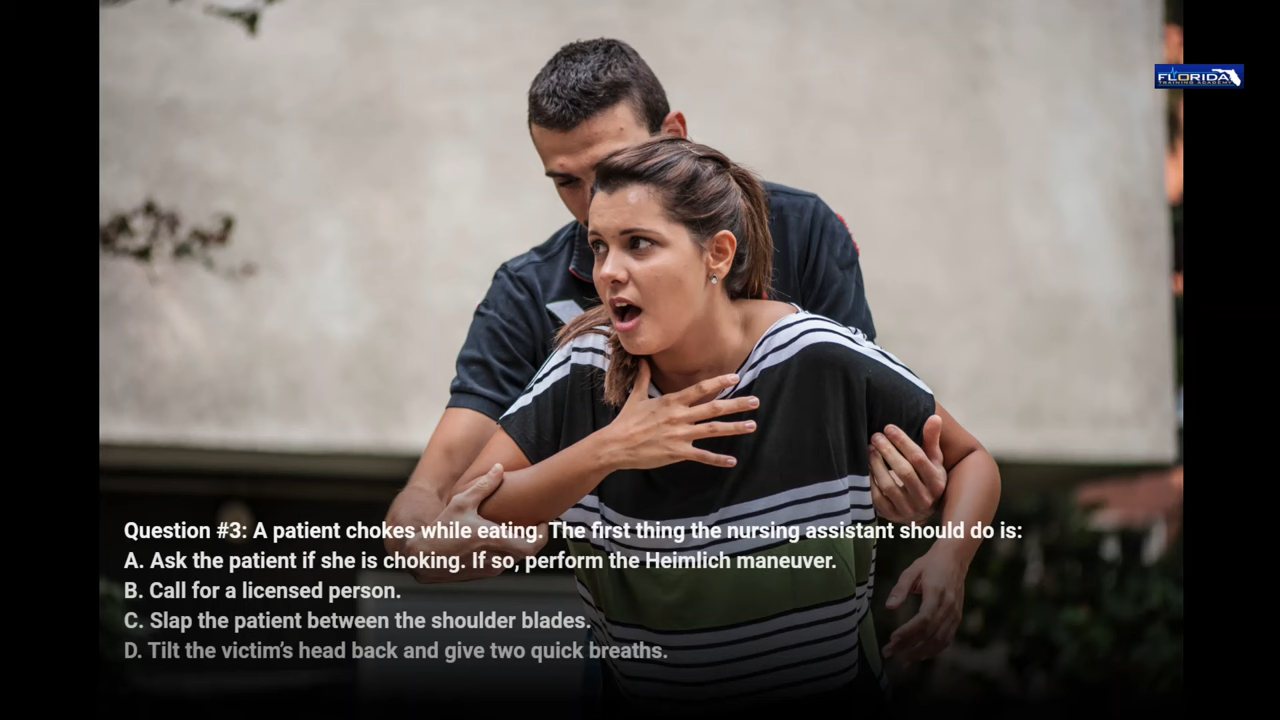 FLORIDA
TRAINING ACADEMY
Question #3: A patient chokes while eating. The first thing the nursing assistant should do is:
A. Ask the patient if she is choking. If so, perform the Heimlich maneuver.
B. Call for a licensed person.
C. Slap the patient between the shoulder blades.
D. Tilt the victim’s head back and give two quick breaths.